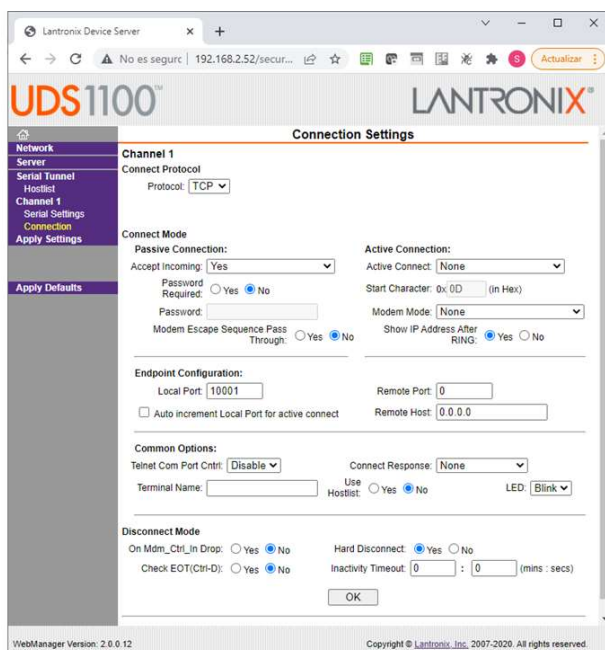 Lantronix Device Server
No es segurc 192.168.2.52/secur... S Actualizar
UDS1100™ LANTRONIX®
Connection Settings
Network
Server
Serial Tunnel
Hostlist
Channel 1
Serial Settings
Connection
Apply Settings
Apply Defaults
Channel 1
Connect Protocol
Protocol: TCP
Connect Mode
Passive Connection: Active Connection:
Accept Incoming: Yes Active Connect: None
Password Required: Yes No Start Character: 0x 0D (in Hex)
Password: Modem Mode: None
Modem Escape Sequence Pass Through: Yes No Show IP Address After RING: Yes No
Endpoint Configuration:
Local Port: 10001 Remote Port: 0
Auto increment Local Port for active connect Remote Host: 0.0.0.0
Common Options:
Telnet Com Port Cntrl: Disable Connect Response: None
Terminal Name: Use Hostlist: Yes No LED: Blink
Disconnect Mode
On Mdm_Ctrl_In Drop: Yes No Hard Disconnect: Yes No
Check EOT(Ctrl-D): Yes No Inactivity Timeout: 0 : 0 (mins : secs)
OK
WebManager Version: 2.0.0.12 Copyright © Lantronix, Inc. 2007-2020. All rights reserved.